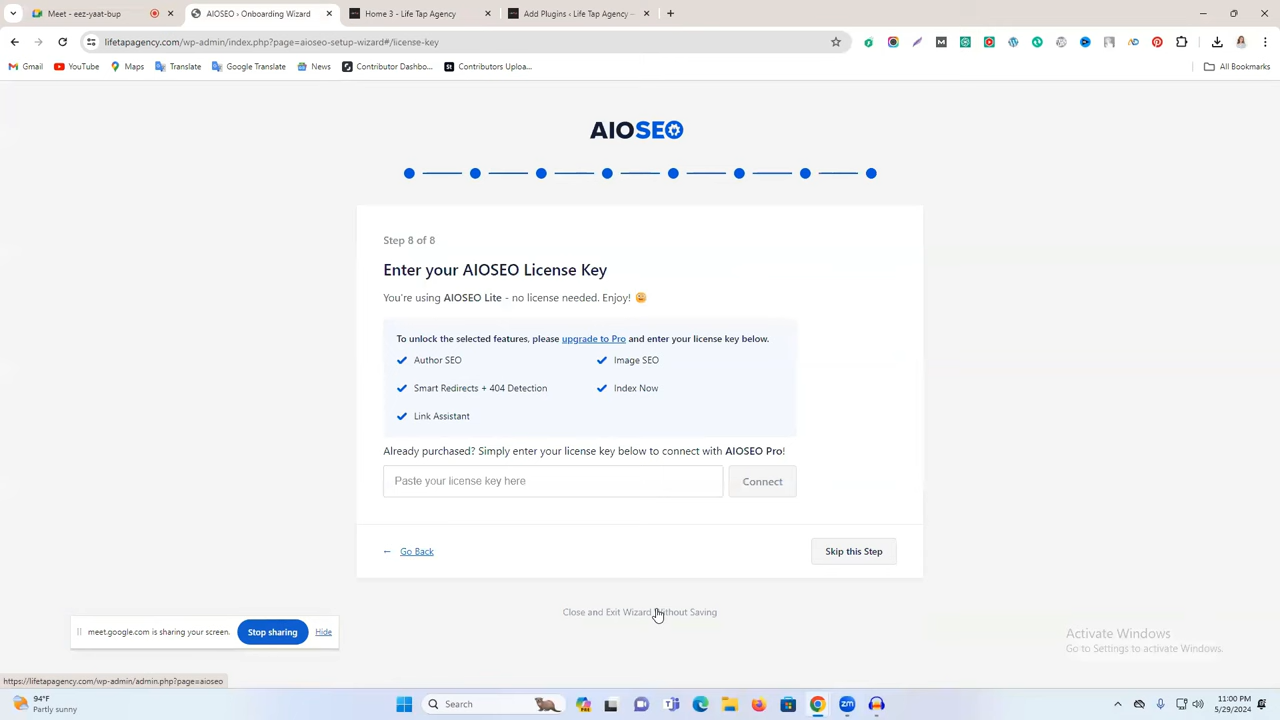 Meet - eez-yeat-bup
AIOSEO › Onboarding Wizard
Home 3 - Life Tap Agency
Add Plugins ‹ Life Tap Agency —
lifetapagency.com/wp-admin/index.php?page=aioseo-setup-wizard#/license-key
Gmail
YouTube
Maps
Translate
Google Translate
News
Contributor Dashbo...
Contributors Uploa...
All Bookmarks
AIOSEO
Step 8 of 8
Enter your AIOSEO License Key
You're using AIOSEO Lite - no license needed. Enjoy!
To unlock the selected features, please upgrade to Pro and enter your license key below.
Author SEO
Image SEO
Smart Redirects + 404 Detection
Index Now
Link Assistant
Already purchased? Simply enter your license key below to connect with AIOSEO Pro!
Paste your license key here
Connect
← Go Back
Skip this Step
Close and Exit Wizard Without Saving
meet.google.com is sharing your screen.
Stop sharing
Hide
Activate Windows
Go to Settings to activate Windows.
https://lifetapagency.com/wp-admin/admin.php?page=aioseo
94°F
Partly sunny
Search
zm
11:00 PM
5/29/2024